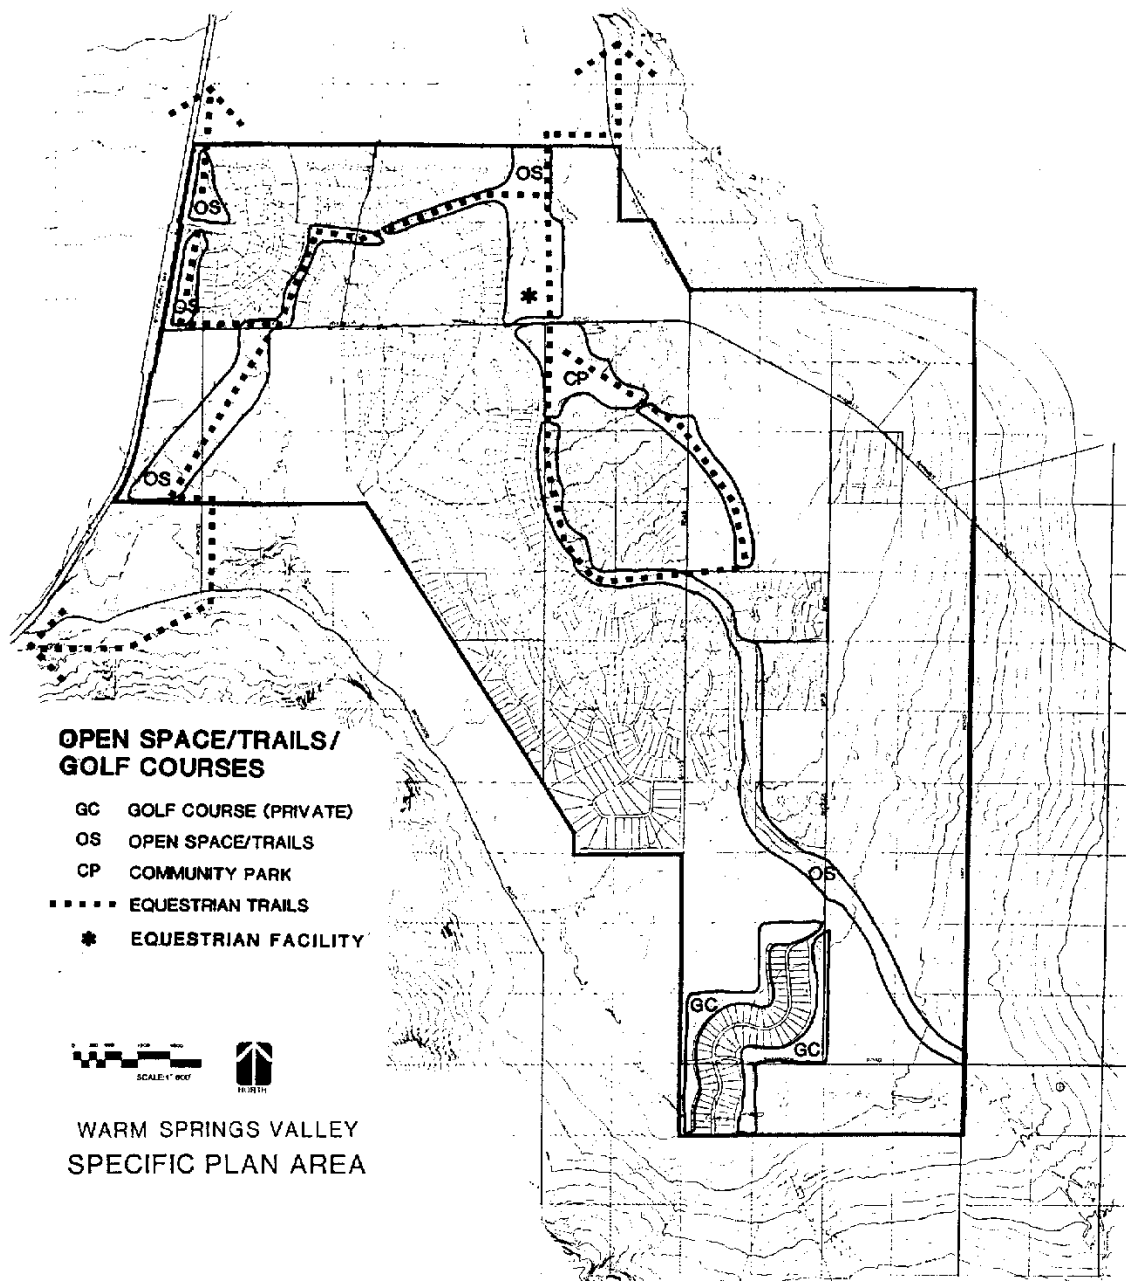 OS
OS
OS
CP
OS
OPEN SPACE/TRAILS/
GOLF COURSES
GC GOLF COURSE (PRIVATE)
OS OPEN SPACE/TRAILS
CP COMMUNITY PARK
EQUESTRIAN TRAILS
✱ EQUESTRIAN FACILITY
OS
GC
GC
NORTH
WARM SPRINGS VALLEY
SPECIFIC PLAN AREA